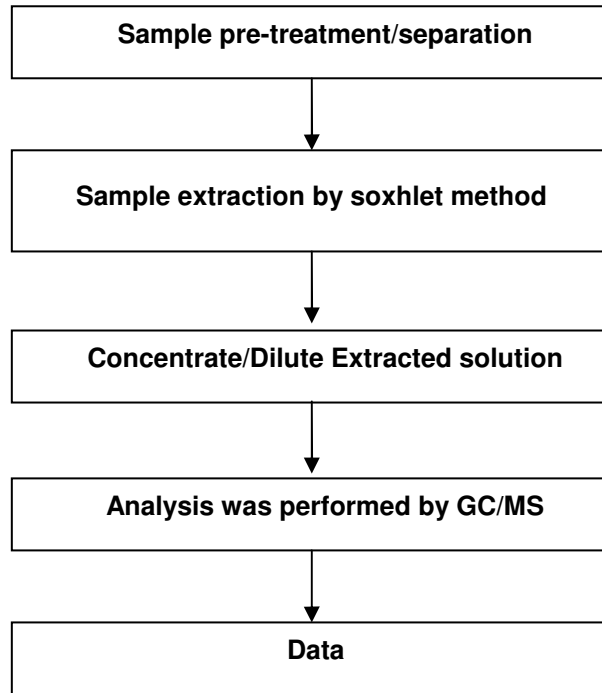 Sample pre-treatment/separation
Sample extraction by soxhlet method
Concentrate/Dilute Extracted solution
Analysis was performed by GC/MS
Data